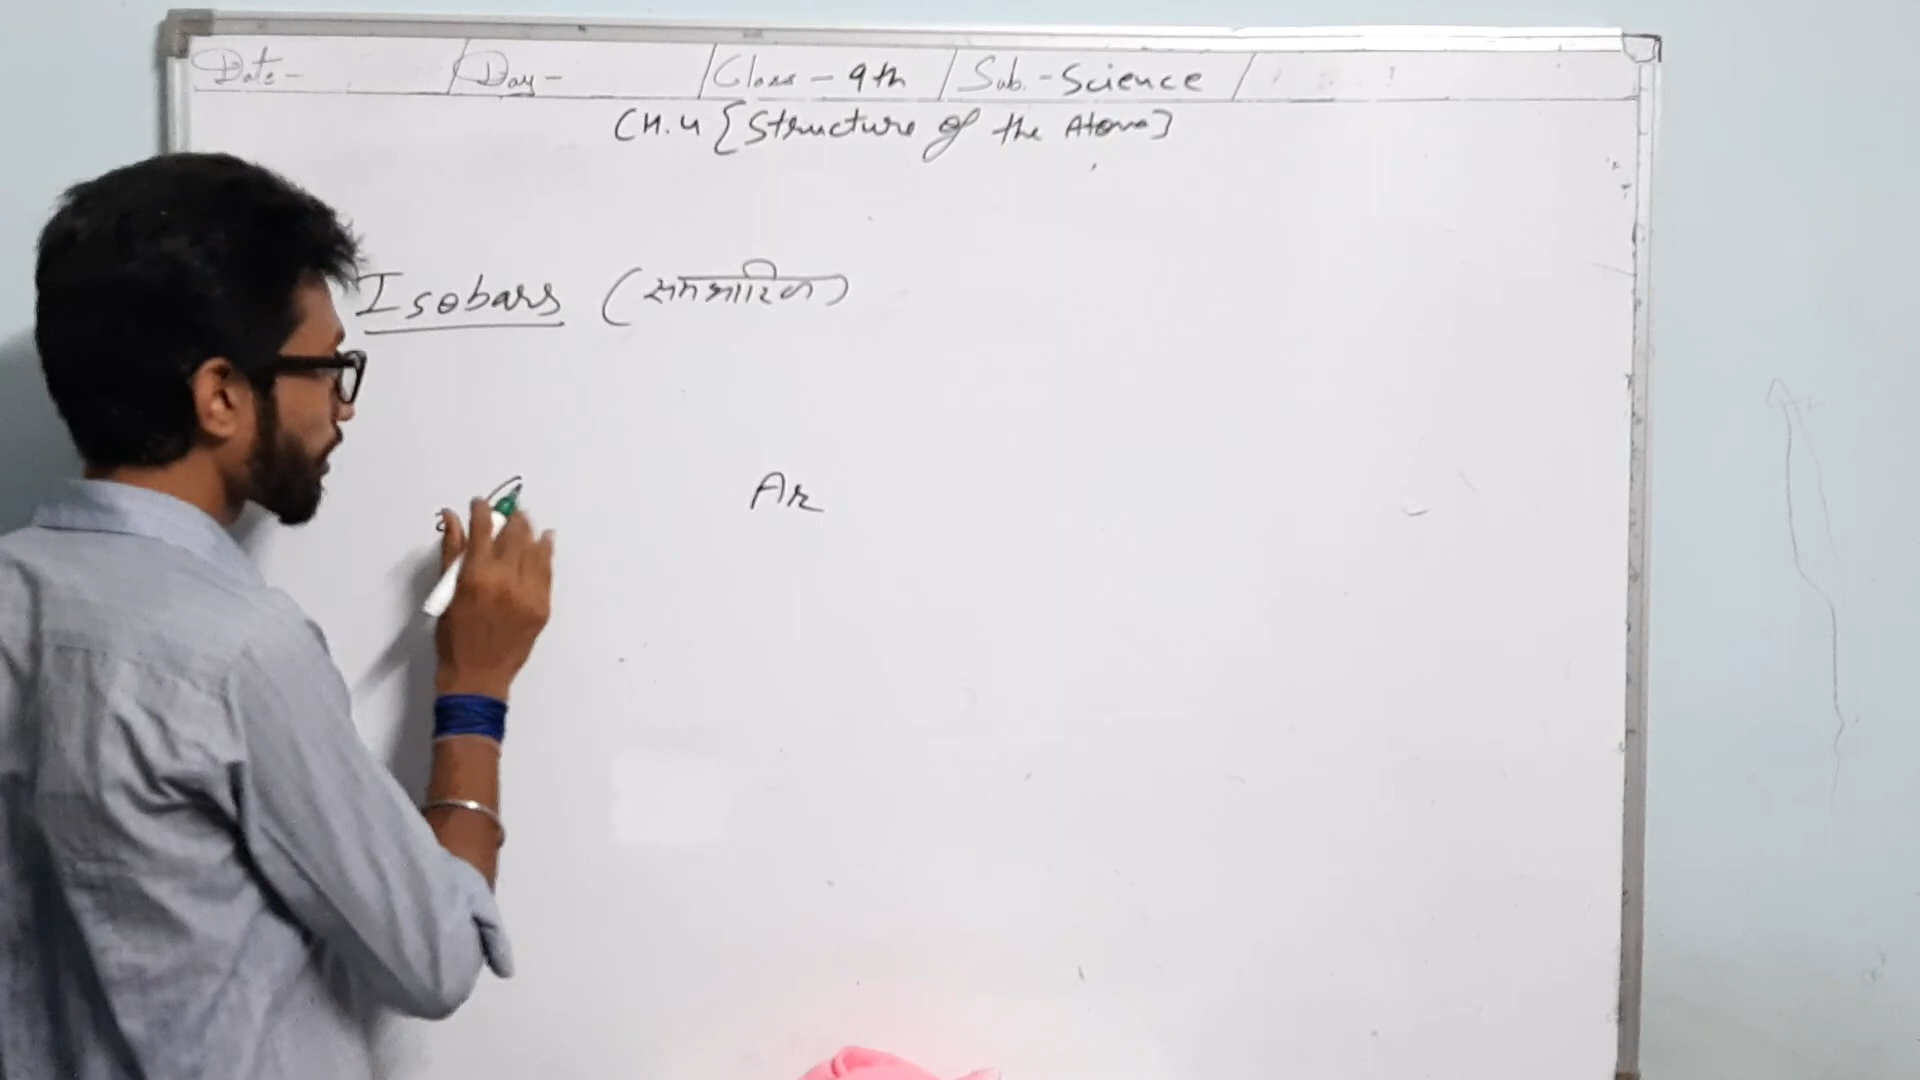 Date- / Day- / Class - 9th / Sub. - Science /
CH.4 {Structure of the Atom}
Isobars (समभारिक)
Ar